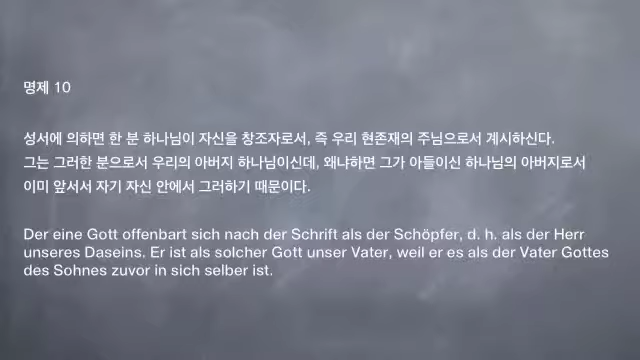 명제 10
성서에 의하면 한 분 하나님이 자신을 창조자로서, 즉 우리 현존재의 주님으로서 계시하신다.
그는 그러한 분으로서 우리의 아버지 하나님이신데, 왜냐하면 그가 아들이신 하나님의 아버지로서
이미 앞서서 자기 자신 안에서 그러하기 때문이다.
Der eine Gott offenbart sich nach der Schrift als der Schöpfer, d. h. als der Herr
unseres Daseins. Er ist als solcher Gott unser Vater, weil er es als der Vater Gottes
des Sohnes zuvor in sich selber ist.